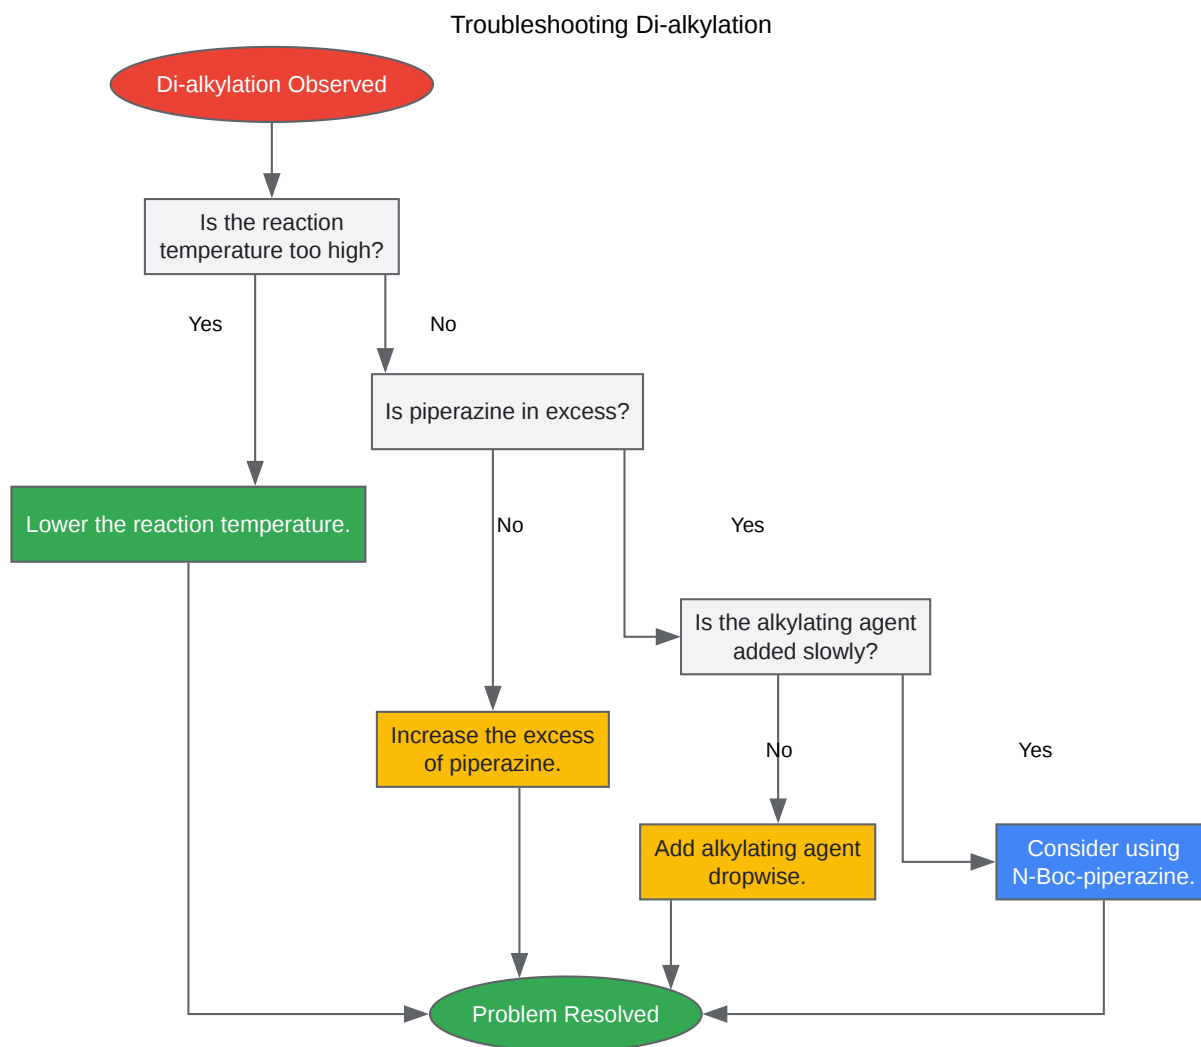 Troubleshooting Di-alkylation
Di-alkylation Observed
Is the reaction
temperature too high?
Yes
No
Is piperazine in excess?
Lower the reaction temperature.
No
Yes
Is the alkylating agent
added slowly?
Increase the excess
of piperazine.
No
Yes
Add alkylating agent
dropwise.
Consider using
N-Boc-piperazine.
Problem Resolved